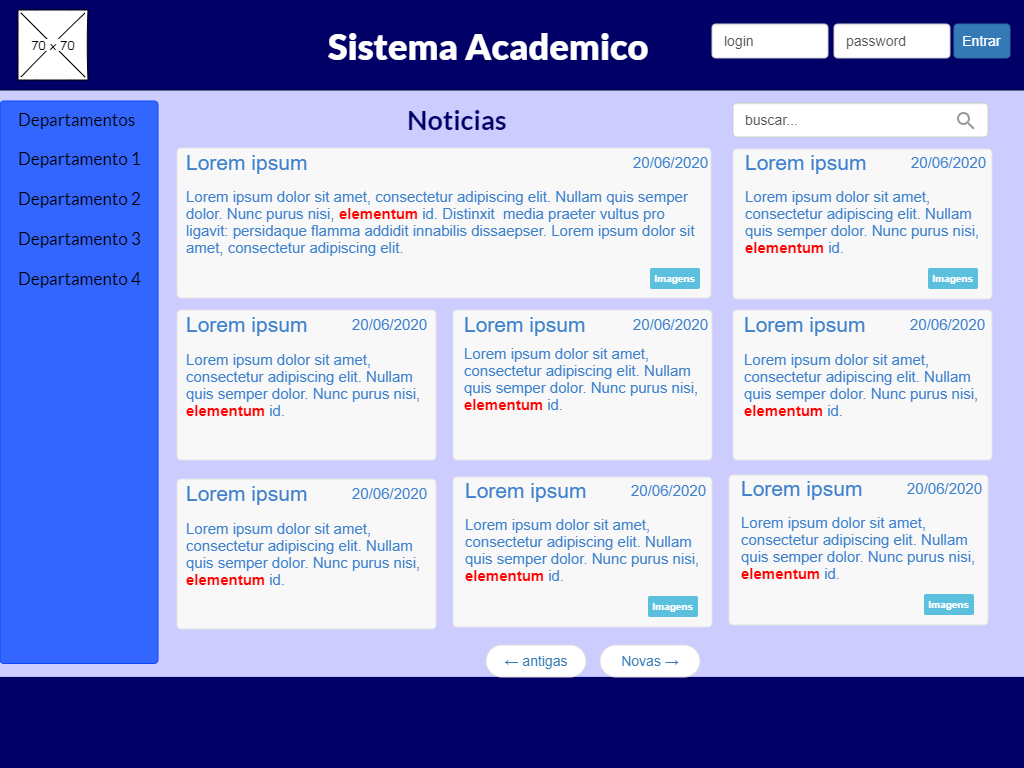 70 x 70
Sistema Academico
login
password
Entrar
Departamentos
Departamento 1
Departamento 2
Departamento 3
Departamento 4
Noticias
buscar...
Lorem ipsum
20/06/2020
Lorem ipsum dolor sit amet, consectetur adipiscing elit. Nullam quis semper
dolor. Nunc purus nisi, elementum id. Distinxit  media praeter vultus pro
ligavit: persidaque flamma addidit innabilis dissaepser. Lorem ipsum dolor sit
amet, consectetur adipiscing elit.
Imagens
Lorem ipsum
20/06/2020
Lorem ipsum dolor sit amet,
consectetur adipiscing elit. Nullam
quis semper dolor. Nunc purus nisi,
elementum id.
Imagens
Lorem ipsum
20/06/2020
Lorem ipsum dolor sit amet,
consectetur adipiscing elit. Nullam
quis semper dolor. Nunc purus nisi,
elementum id.
Lorem ipsum
20/06/2020
Lorem ipsum dolor sit amet,
consectetur adipiscing elit. Nullam
quis semper dolor. Nunc purus nisi,
elementum id.
Lorem ipsum
20/06/2020
Lorem ipsum dolor sit amet,
consectetur adipiscing elit. Nullam
quis semper dolor. Nunc purus nisi,
elementum id.
Lorem ipsum
20/06/2020
Lorem ipsum dolor sit amet,
consectetur adipiscing elit. Nullam
quis semper dolor. Nunc purus nisi,
elementum id.
Lorem ipsum
20/06/2020
Lorem ipsum dolor sit amet,
consectetur adipiscing elit. Nullam
quis semper dolor. Nunc purus nisi,
elementum id.
Imagens
Lorem ipsum
20/06/2020
Lorem ipsum dolor sit amet,
consectetur adipiscing elit. Nullam
quis semper dolor. Nunc purus nisi,
elementum id.
Imagens
← antigas
Novas →